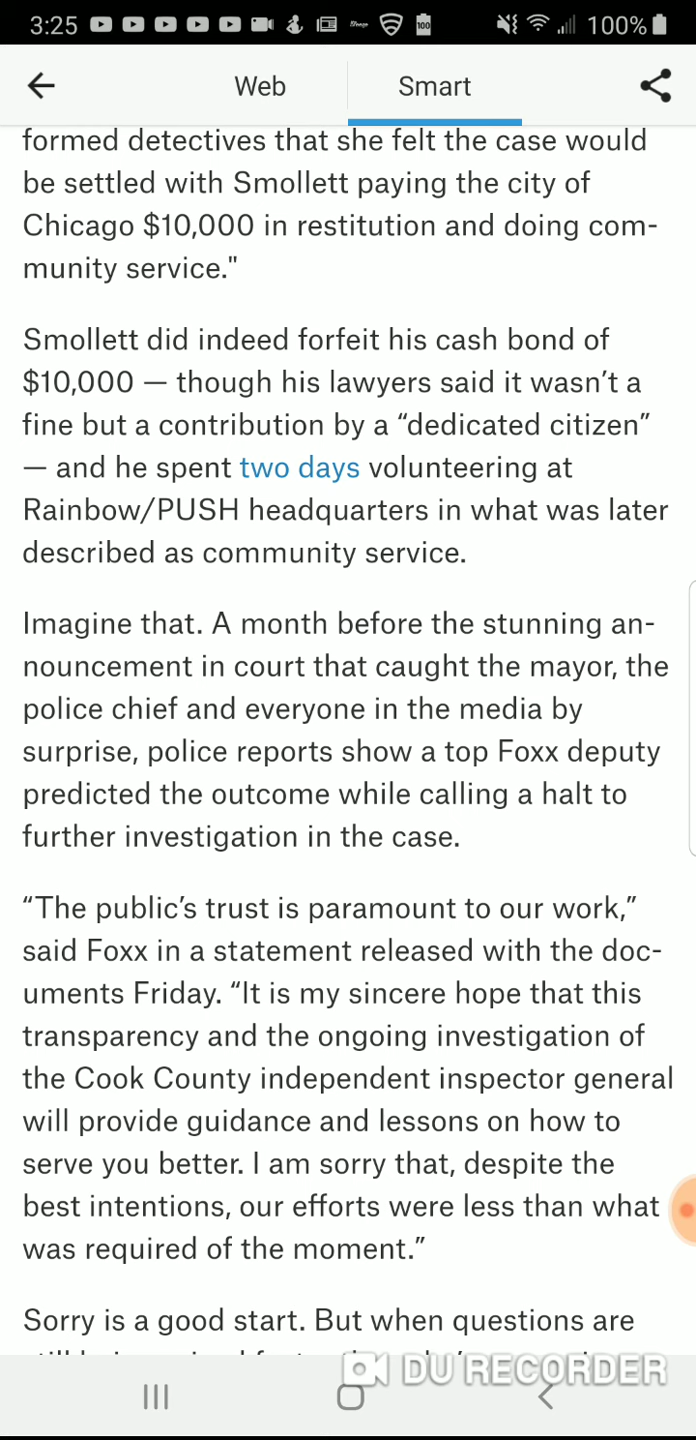 3:25 100 100%
Web Smart
formed detectives that she felt the case would
be settled with Smollett paying the city of
Chicago $10,000 in restitution and doing com-
munity service."
Smollett did indeed forfeit his cash bond of
$10,000 — though his lawyers said it wasn’t a
fine but a contribution by a “dedicated citizen”
— and he spent two days volunteering at
Rainbow/PUSH headquarters in what was later
described as community service.
Imagine that. A month before the stunning an-
nouncement in court that caught the mayor, the
police chief and everyone in the media by
surprise, police reports show a top Foxx deputy
predicted the outcome while calling a halt to
further investigation in the case.
“The public’s trust is paramount to our work,”
said Foxx in a statement released with the doc-
uments Friday. “It is my sincere hope that this
transparency and the ongoing investigation of
the Cook County independent inspector general
will provide guidance and lessons on how to
serve you better. I am sorry that, despite the
best intentions, our efforts were less than what
was required of the moment.”
Sorry is a good start. But when questions are
DU RECORDER